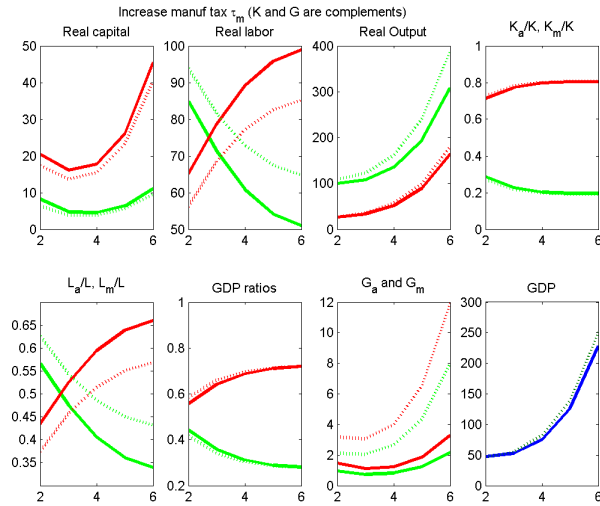 Increase manuf tax τm (K and G are complements)
Real capital
Real labor
Real Output
Ka/K, Km/K
50
40
30
20
10
0
2 4 6
100
90
80
70
60
50
2 4 6
400
300
200
100
0
2 4 6
1
0.8
0.6
0.4
0.2
0
2 4 6
La/L, Lm/L
GDP ratios
Ga and Gm
GDP
0.65
0.6
0.55
0.5
0.45
0.4
0.35
2 4 6
1
0.8
0.6
0.4
0.2
2 4 6
12
10
8
6
4
2
0
2 4 6
300
250
200
150
100
50
0
2 4 6